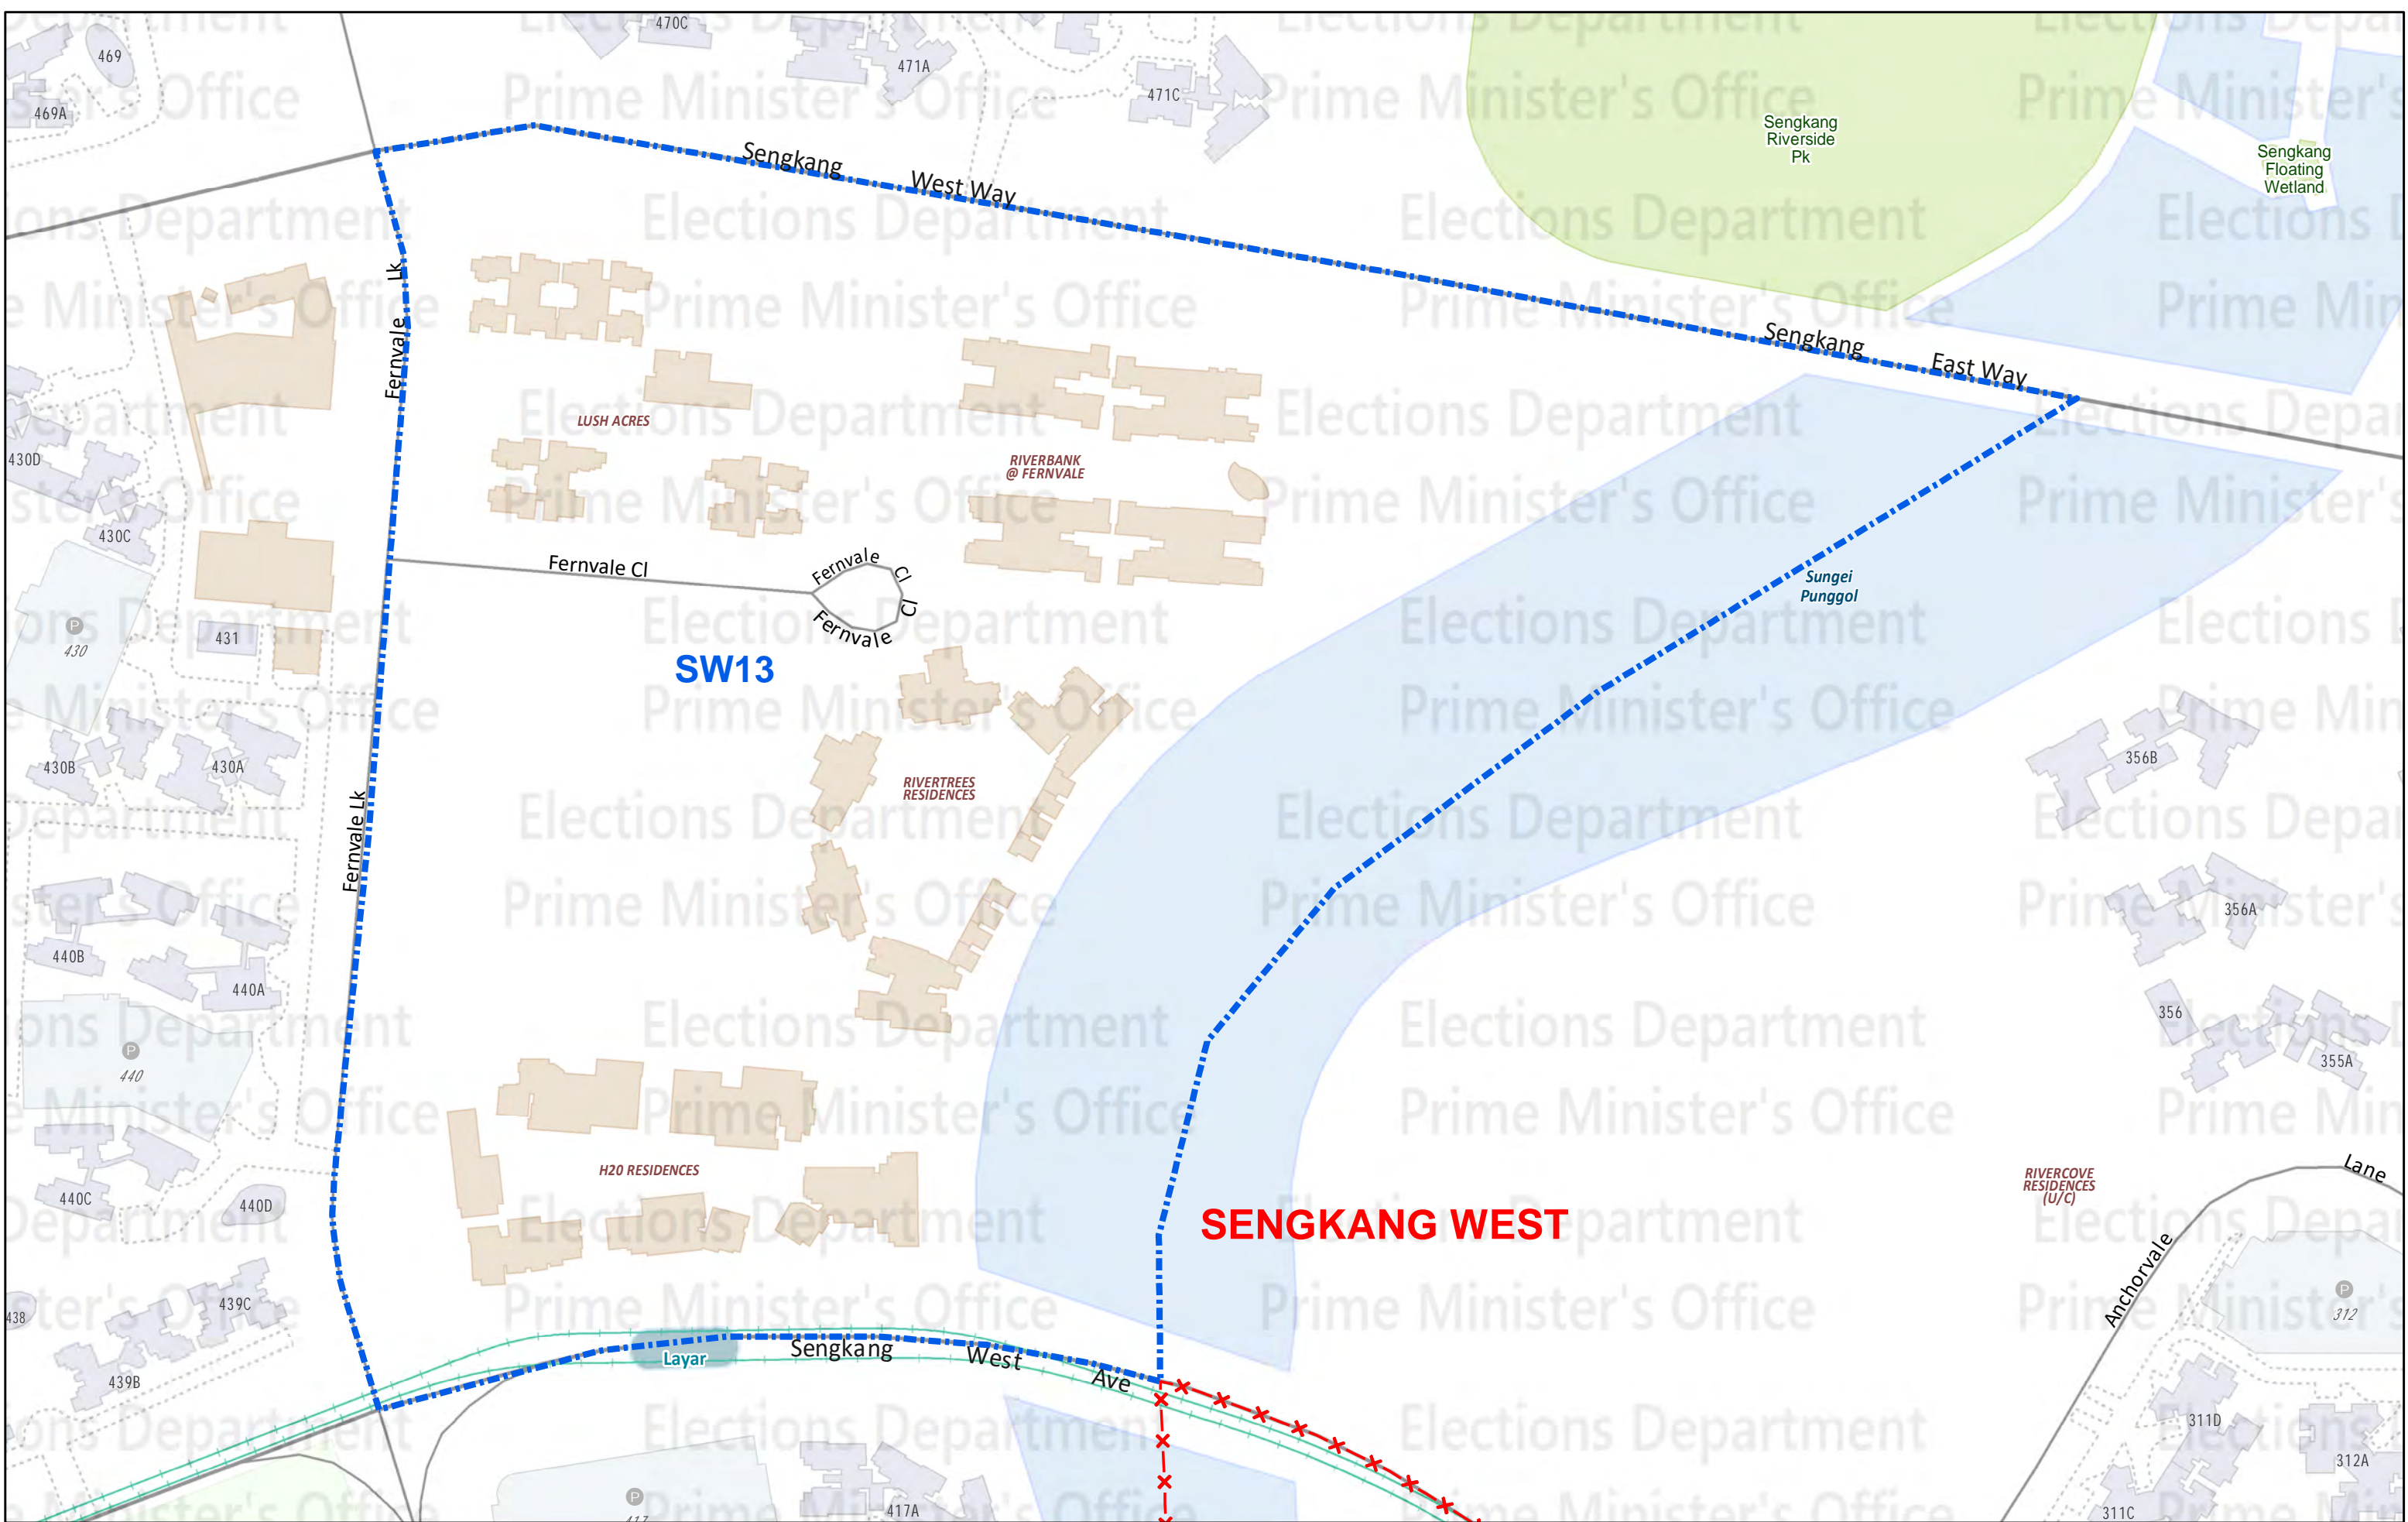 470C
469
471A
471C
469A
Sengkang
Riverside
Pk
Sengkang
Floating
Wetland
Sengkang
West Way
Fernvale Lk
Sengkang
East Way
LUSH ACRES
430D
RIVERBANK
@ FERNVALE
430C
Fernvale Cl
Fernvale Cl
Fernvale Cl
Sungei
Punggol
P
430
431
SW13
430B
430A
356B
RIVERTREES
RESIDENCES
Fernvale Lk
356A
440B
440A
356
355A
P
440
H20 RESIDENCES
440C
440D
RIVERCOVE
RESIDENCES
(U/C)
Lane
SENGKANG WEST
Anchorvale
438
439C
P
312
Layar
Sengkang
West
Ave
439B
311D
312A
P
417
417A
311C
Elections Department
Prime Minister's Office